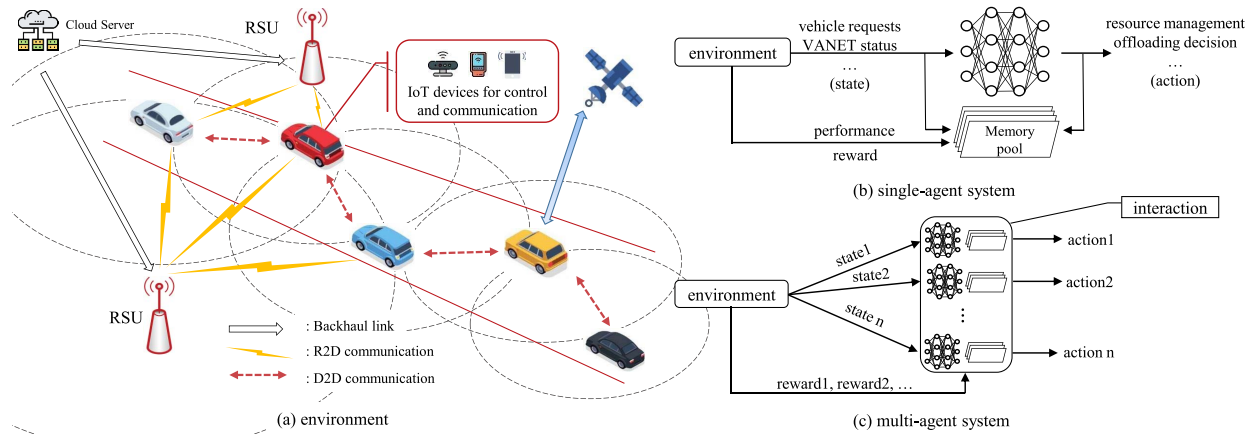 Cloud Server
RSU
IoT devices for control
and communication
RSU
: Backhaul link
: R2D communication
: D2D communication
(a) environment
environment
vehicle requests
VANET status
...
(state)
resource management
offloading decision
...
(action)
performance
reward
Memory
pool
(b) single-agent system
interaction
environment
state1
state2
state n
...
action1
action2
action n
reward1, reward2, ...
(c) multi-agent system